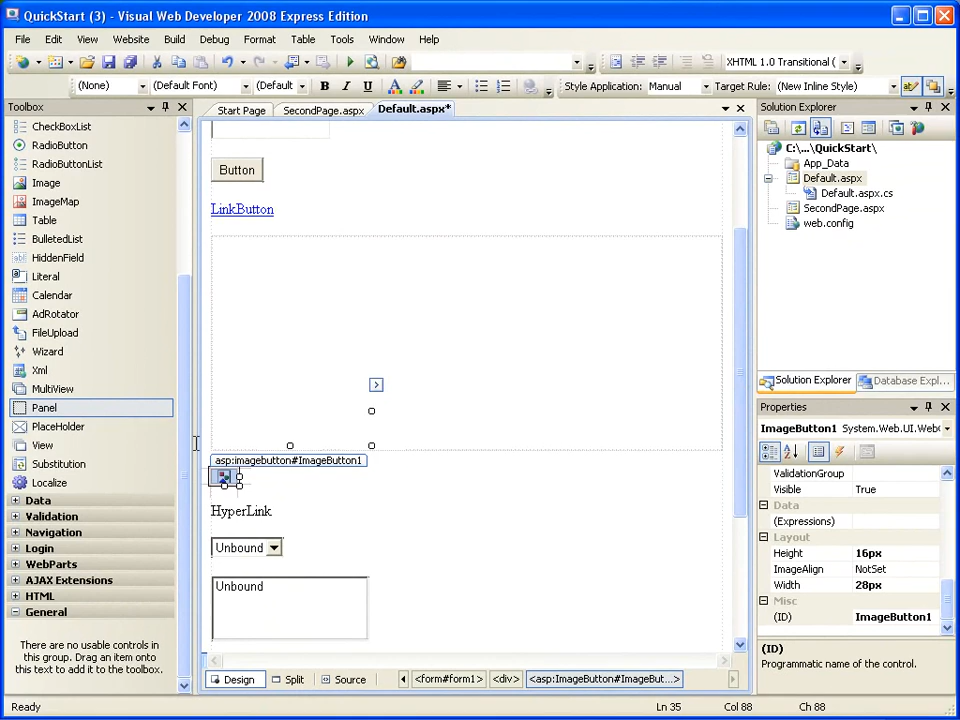 QuickStart (3) - Visual Web Developer 2008 Express Edition
File Edit View Website Build Debug Format Table Tools Window Help
XHTML 1.0 Transitional (
(None) (Default Font) (Default B I U A Style Application: Manual Target Rule: (New Inline Style)
Toolbox
CheckBoxList
RadioButton
RadioButtonList
Image
ImageMap
Table
BulletedList
HiddenField
Literal
Calendar
AdRotator
FileUpload
Wizard
Xml
MultiView
Panel
PlaceHolder
View
Substitution
Localize
Data
Validation
Navigation
Login
WebParts
AJAX Extensions
HTML
General
There are no usable controls in
this group. Drag an item onto
this text to add it to the toolbox.
Start Page SecondPage.aspx Default.aspx*
Button
LinkButton
asp:imagebutton#ImageButton1
HyperLink
Unbound
Unbound
Design Split Source <form#form1> <div> <asp:ImageButton#ImageBut...>
Solution Explorer
C:\...\QuickStart\
App_Data
Default.aspx
Default.aspx.cs
SecondPage.aspx
web.config
Solution Explorer Database Expl...
Properties
ImageButton1 System.Web.UI.Web
ValidationGroup
Visible True
Data
(Expressions)
Layout
Height 16px
ImageAlign NotSet
Width 28px
Misc
(ID) ImageButton1
(ID)
Programmatic name of the control.
Ready Ln 35 Col 88 Ch 88